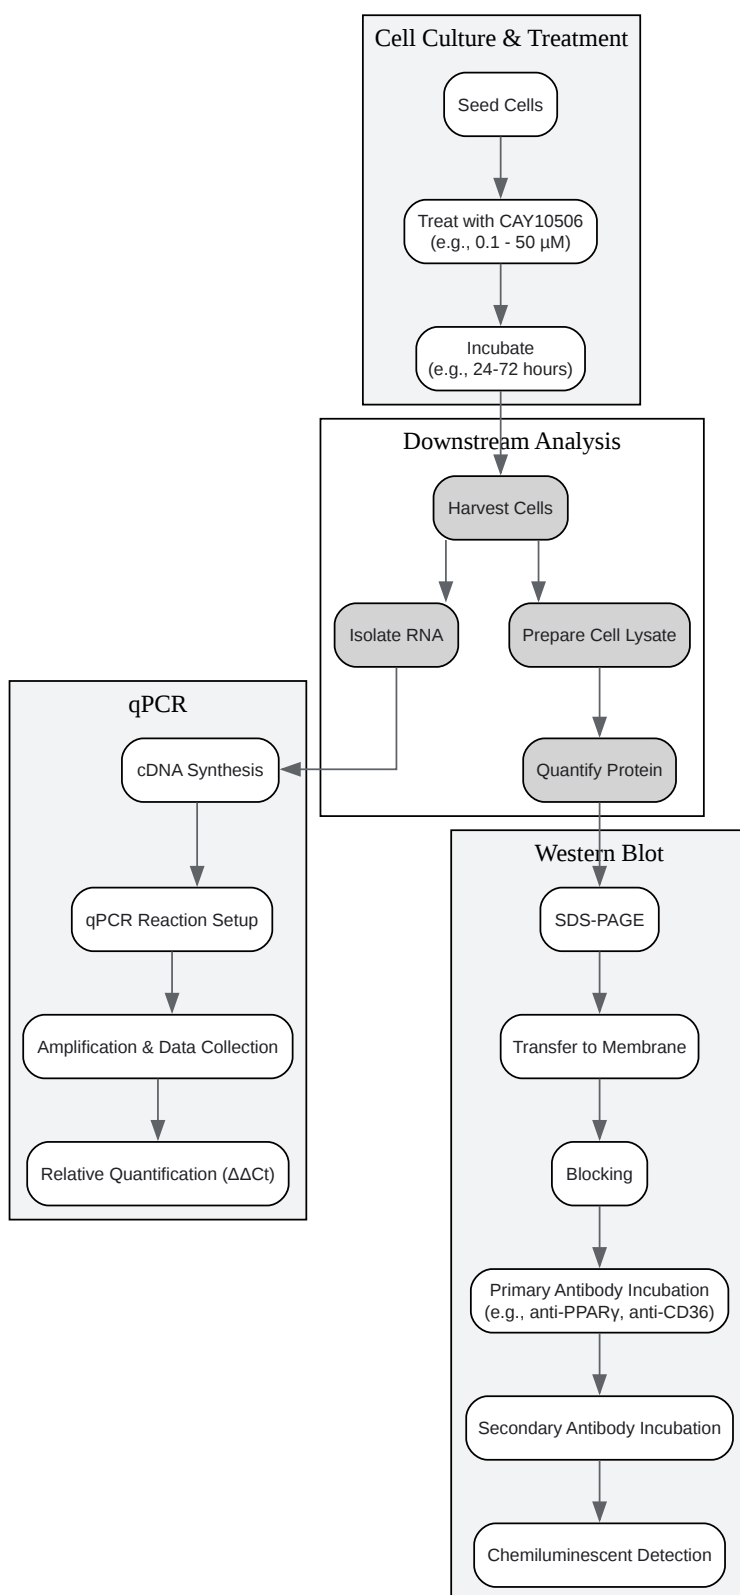 Cell Culture & Treatment
Seed Cells
Treat with CAY10506
(e.g., 0.1 - 50 µM)
Incubate
(e.g., 24-72 hours)
Downstream Analysis
Harvest Cells
Isolate RNA
Prepare Cell Lysate
Quantify Protein
qPCR
cDNA Synthesis
qPCR Reaction Setup
Amplification & Data Collection
Relative Quantification (ΔΔCt)
Western Blot
SDS-PAGE
Transfer to Membrane
Blocking
Primary Antibody Incubation
(e.g., anti-PPARγ, anti-CD36)
Secondary Antibody Incubation
Chemiluminescent Detection